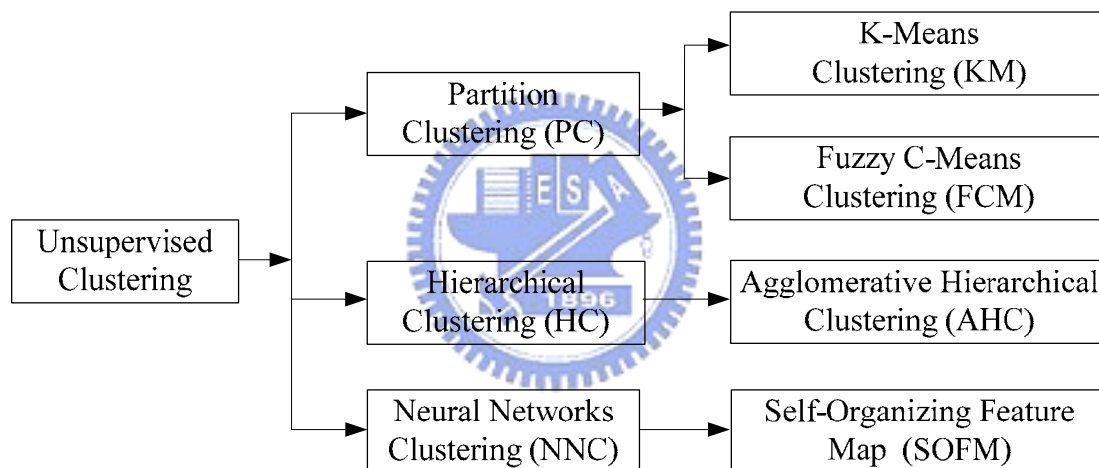 Unsupervised
Clustering
Partition
Clustering (PC)
K-Means
Clustering (KM)
Fuzzy C-Means
Clustering (FCM)
Hierarchical
Clustering (HC)
Agglomerative Hierarchical
Clustering (AHC)
Neural Networks
Clustering (NNC)
Self-Organizing Feature
Map (SOFM)
E S A
1896